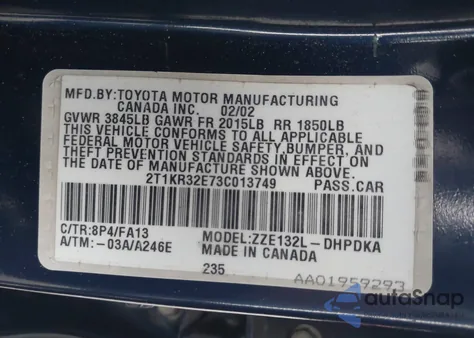 MFD.BY:TOYOTA MOTOR MANUFACTURING
CANADA INC. 02/02
GVWR 3845LB GAWR FR 2015LB RR 1850LB
THIS VEHICLE CONFORMS TO ALL APPLICABLE
FEDERAL MOTOR VEHICLE SAFETY,BUMPER, AND
THEFT PREVENTION STANDARDS IN EFFECT ON
THE DATE OF MANUFACTURE SHOWN ABOVE.
2T1KR32E73C013749 PASS.CAR
C/TR:8P4/FA13
A/TM:-03A/A246E
MODEL:ZZE132L-DHPDKA
MADE IN CANADA
235
AA01959293
autosnap